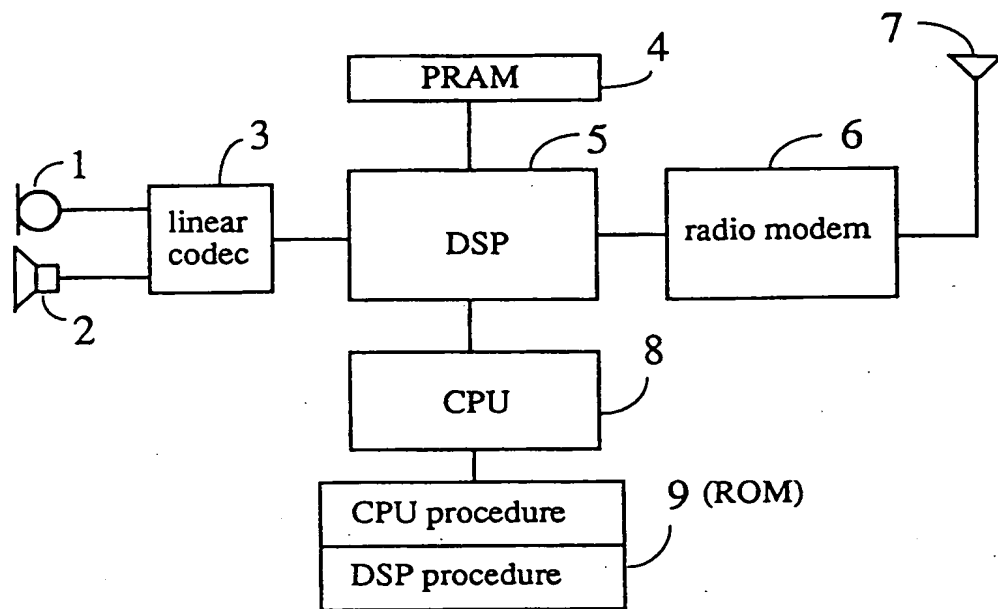 7
4
PRAM
3
5
6
1
linear
codec
DSP
radio modem
2
8
CPU
9 (ROM)
CPU procedure
DSP procedure